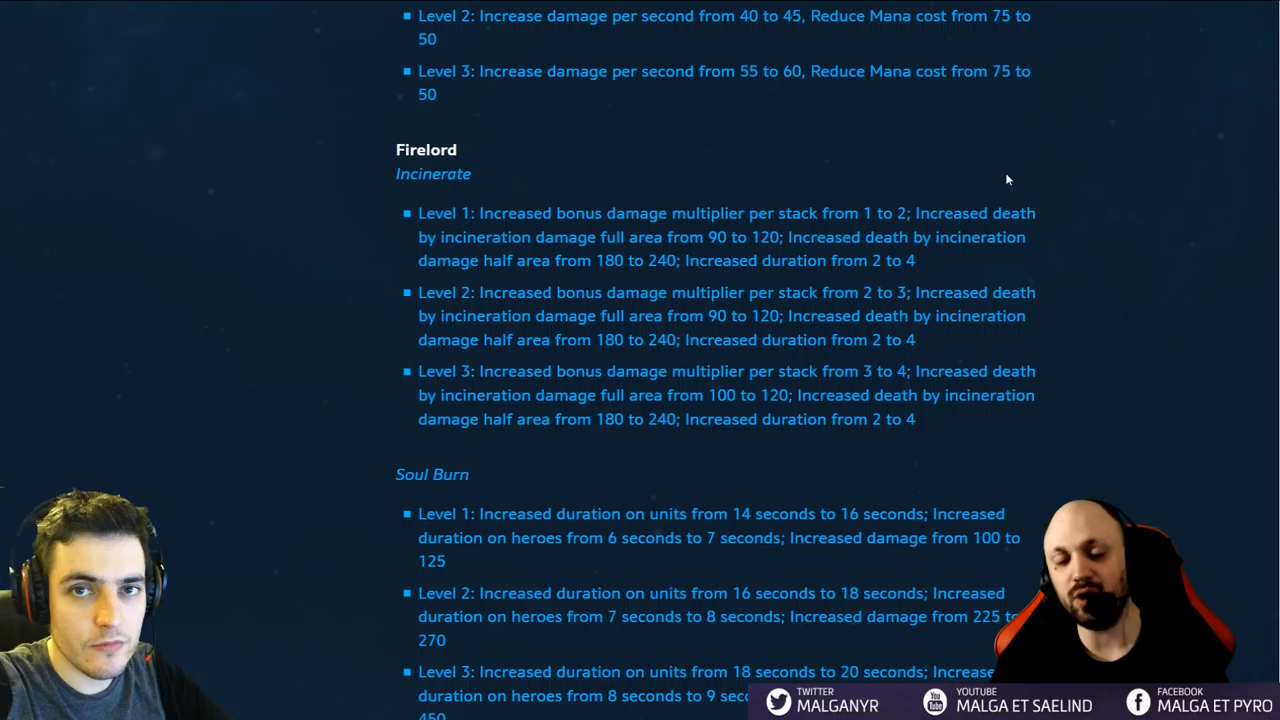 Level 2: Increase damage per second from 40 to 45, Reduce Mana cost from 75 to
50
Level 3: Increase damage per second from 55 to 60, Reduce Mana cost from 75 to
50
Firelord
Incinerate
Level 1: Increased bonus damage multiplier per stack from 1 to 2; Increased death
by incineration damage full area from 90 to 120; Increased death by incineration
damage half area from 180 to 240; Increased duration from 2 to 4
Level 2: Increased bonus damage multiplier per stack from 2 to 3; Increased death
by incineration damage full area from 90 to 120; Increased death by incineration
damage half area from 180 to 240; Increased duration from 2 to 4
Level 3: Increased bonus damage multiplier per stack from 3 to 4; Increased death
by incineration damage full area from 100 to 120; Increased death by incineration
damage half area from 180 to 240; Increased duration from 2 to 4
Soul Burn
Level 1: Increased duration on units from 14 seconds to 16 seconds; Increased
duration on heroes from 6 seconds to 7 seconds; Increased damage from 100 to
125
Level 2: Increased duration on units from 16 seconds to 18 seconds; Increased
duration on heroes from 7 seconds to 8 seconds; Increased damage from 225 to
270
Level 3: Increased duration on units from 18 seconds to 20 seconds; Increase
duration on heroes from 8 seconds to 9 sec
450
TWITTER
MALGANYR
YOUTUBE
MALGA ET SAELIND
FACEBOOK
MALGA ET PYRO